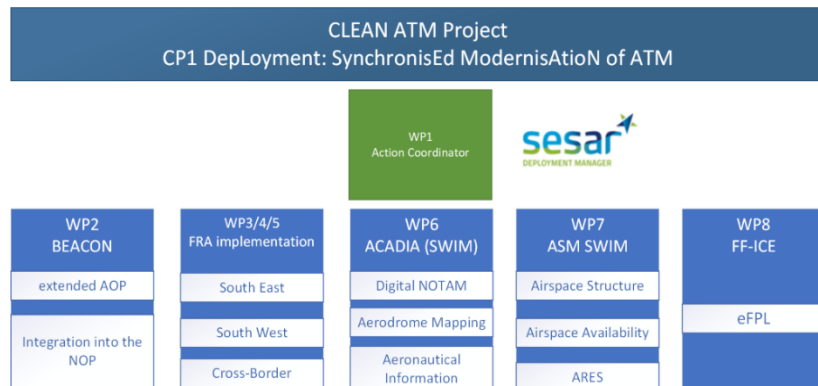 CLEAN ATM Project
CP1 DepLoyment: SynchronisEd ModernisAtioN of ATM
WP1
Action Coordinator
sesar
DEPLOYMENT MANAGER
WP2
BEACON
extended AOP
Integration into the
NOP
WP3/4/5
FRA implementation
South East
South West
Cross-Border
WP6
ACADIA (SWIM)
Digital NOTAM
Aerodrome Mapping
Aeronautical
Information
WP7
ASM SWIM
Airspace Structure
Airspace Availability
ARES
WP8
FF-ICE
eFPL